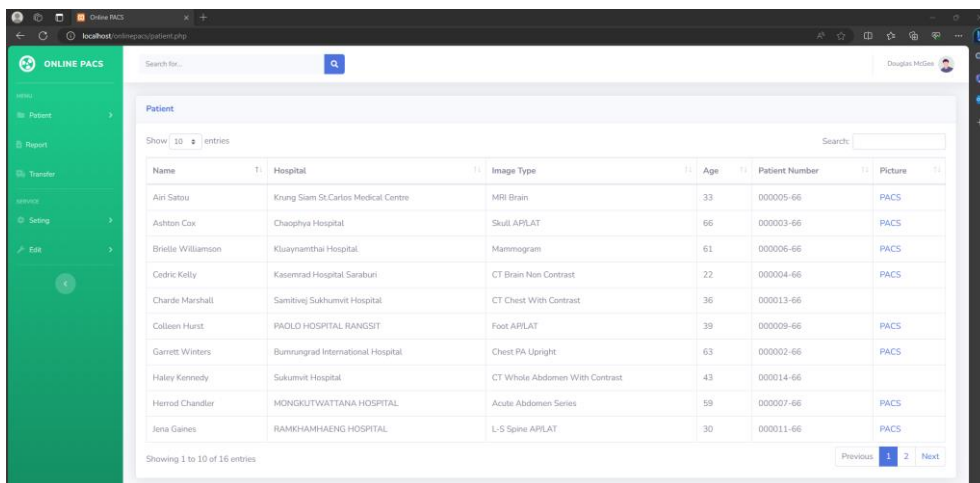 Online PACS
localhost/onlinepacs/patient.php
ONLINE PACS
Search for...
Douglas McGee
MENU
Patient
Report
Transfer
SERVICE
Seting
Edit
Patient
Show 10 entries
Search:
Name Hospital Image Type Age Patient Number Picture
Airi Satou Krung Siam St.Carlos Medical Centre MRI Brain 33 000005-66 PACS
Ashton Cox Chaophya Hospital Skull AP/LAT 66 000003-66 PACS
Brielle Williamson Kluaynamthai Hospital Mammogram 61 000006-66 PACS
Cedric Kelly Kasemrad Hospital Saraburi CT Brain Non Contrast 22 000004-66 PACS
Charde Marshall Samitivej Sukhumvit Hospital CT Chest With Contrast 36 000013-66
Colleen Hurst PAOLO HOSPITAL RANGSIT Foot AP/LAT 39 000009-66 PACS
Garrett Winters Bumrungrad International Hospital Chest PA Upright 63 000002-66 PACS
Haley Kennedy Sukumvit Hospital CT Whole Abdomen With Contrast 43 000014-66
Herrod Chandler MONGKUTWATTANA HOSPITAL Acute Abdomen Series 59 000007-66 PACS
Jena Gaines RAMKHAMHAENG HOSPITAL L-S Spine AP/LAT 30 000011-66 PACS
Showing 1 to 10 of 16 entries
Previous 1 2 Next